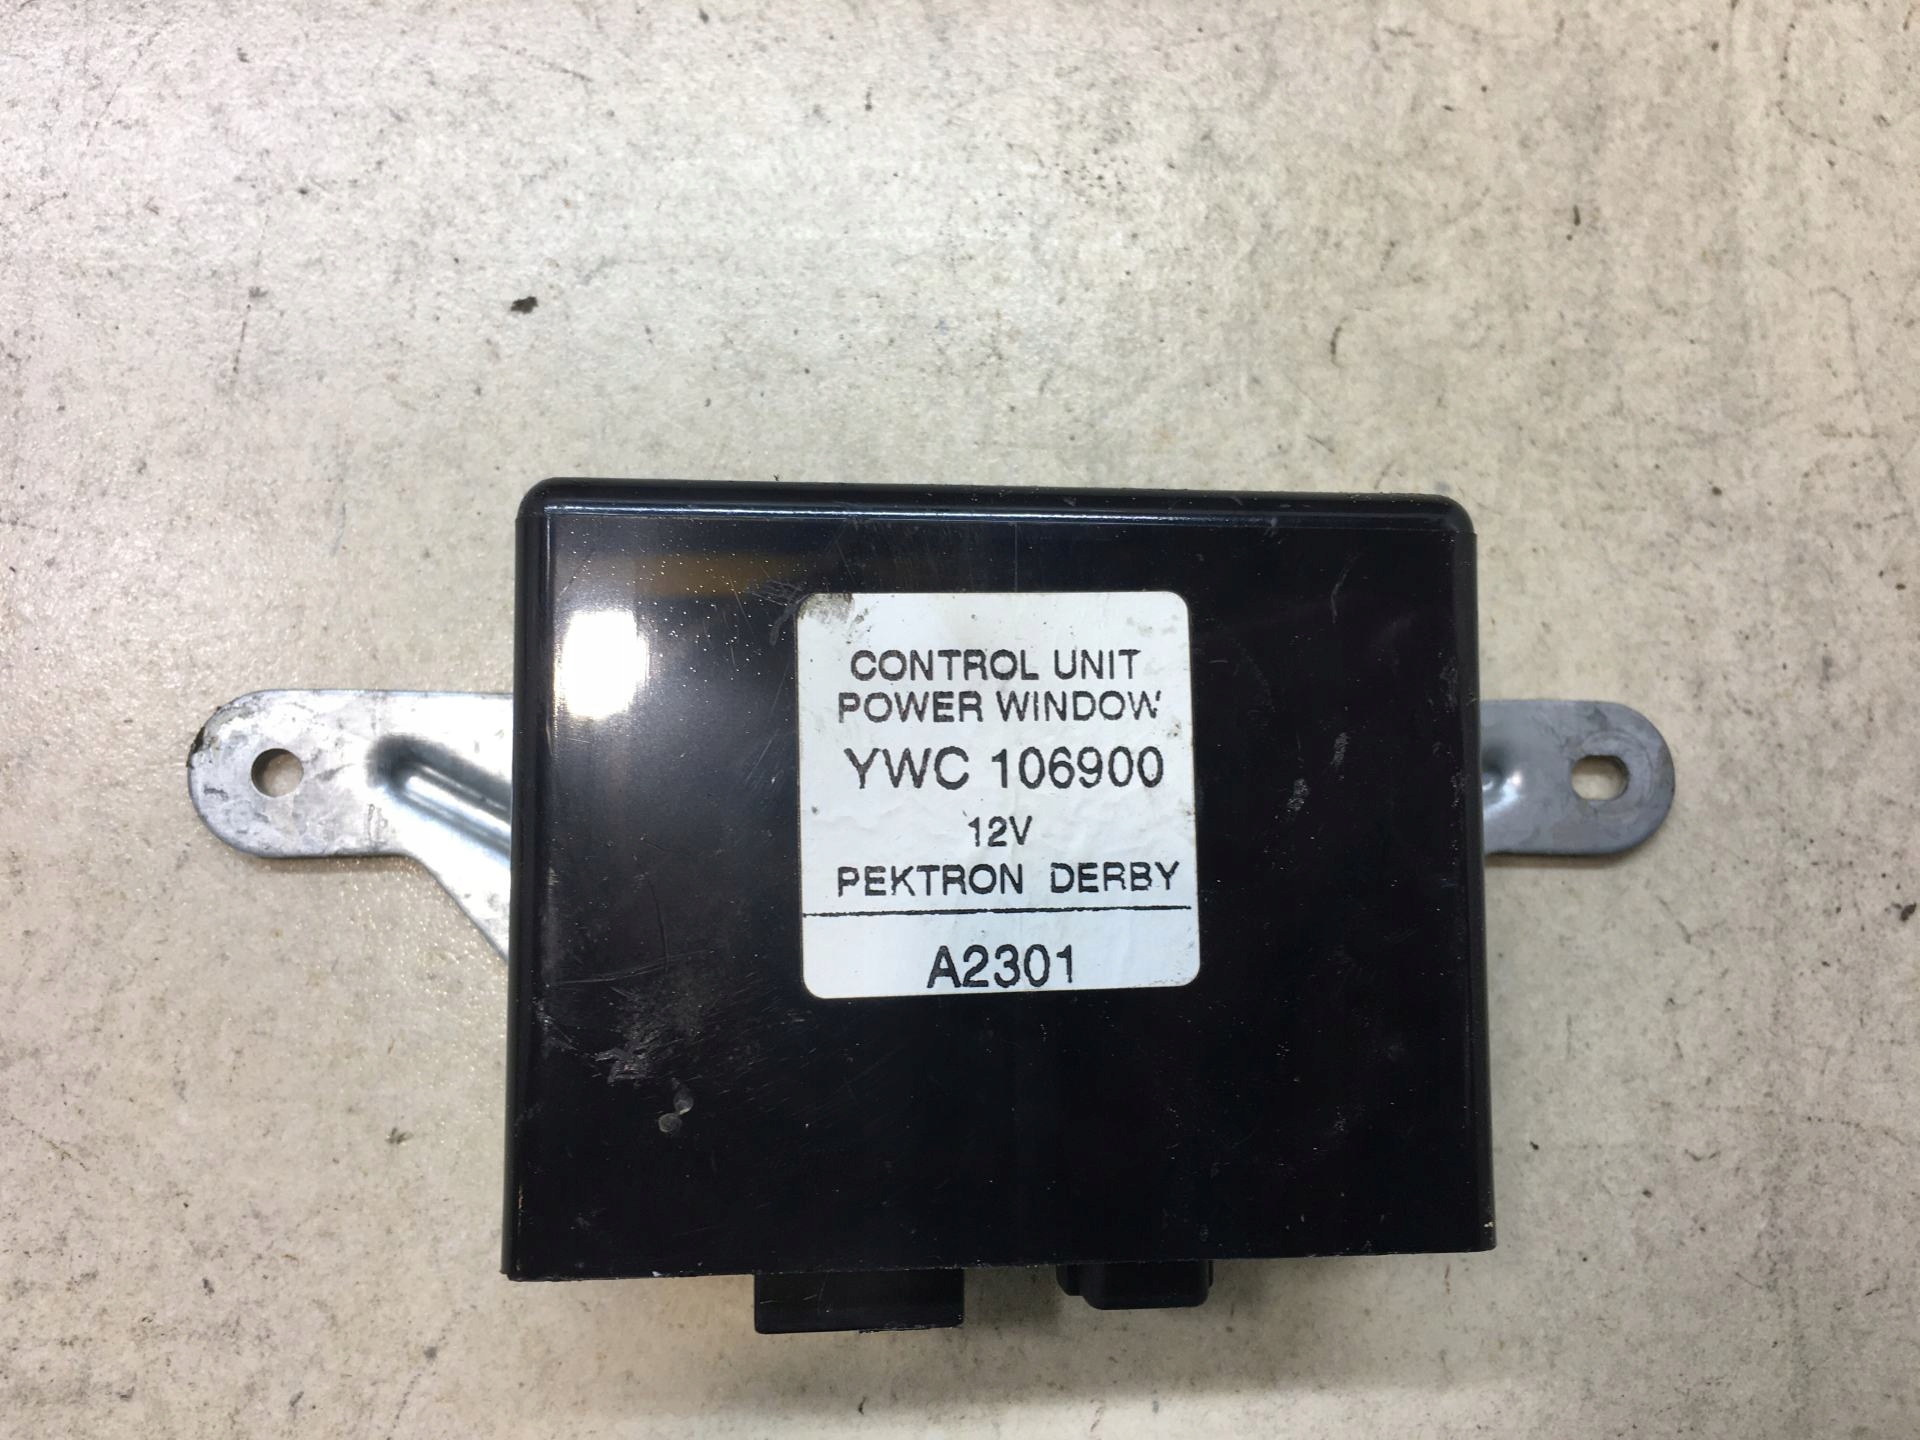 CONTROL UNIT
POWER WINDOW
YWC 106900
12V
PEKTRON DERBY
A2301